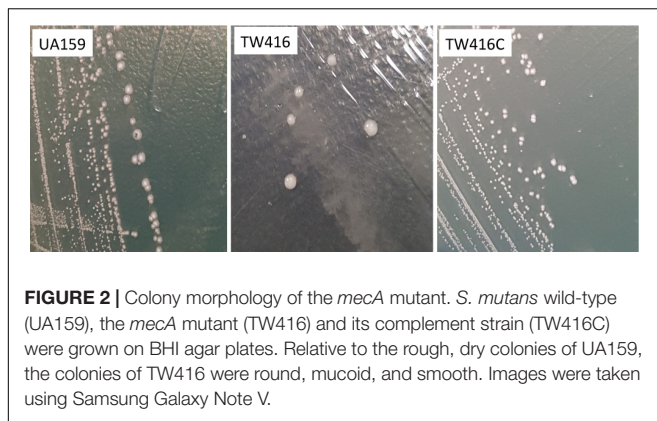 UA159
TW416
TW416C
FIGURE 2 | Colony morphology of the mecA mutant. S. mutans wild-type
(UA159), the mecA mutant (TW416) and its complement strain (TW416C)
were grown on BHI agar plates. Relative to the rough, dry colonies of UA159,
the colonies of TW416 were round, mucoid, and smooth. Images were taken
using Samsung Galaxy Note V.